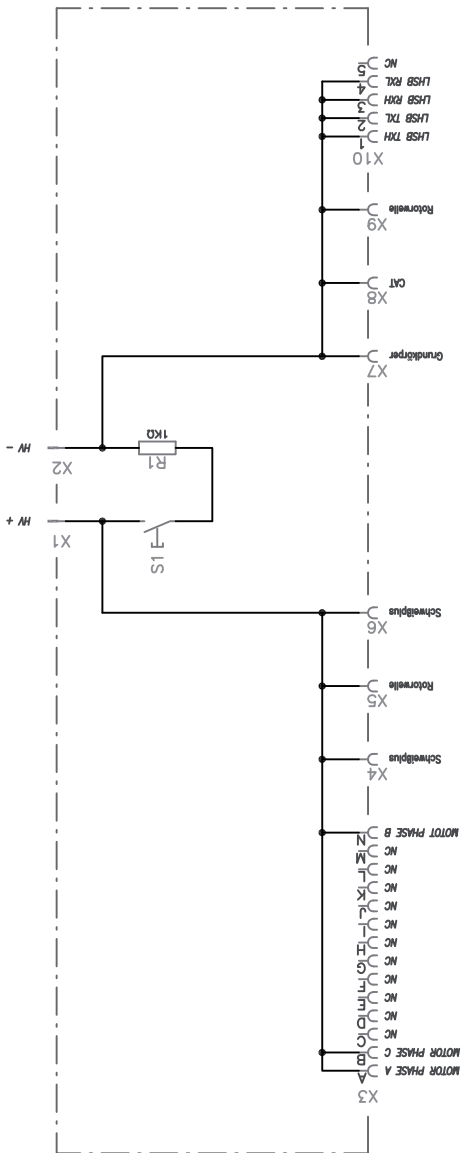 X3
MOTOR PHASE A A
MOTOR PHASE C B
NC C
NC D
NC E
NC F
NC G
NC H
NC I
NC J
NC K
NC L
NC M
MOTOT PHASE B N
X4
Schweißplus
X5
Rotorwelle
X6
Schweißplus
S1
X1
HV +
X2
R1
HV -
1KΩ
X7
Grundkörper
X8
CAT
X9
Rotorwelle
X10
LHSB TXH 1
LHSB TXL 2
LHSB RXH 3
LHSB RXL 4
NC 5